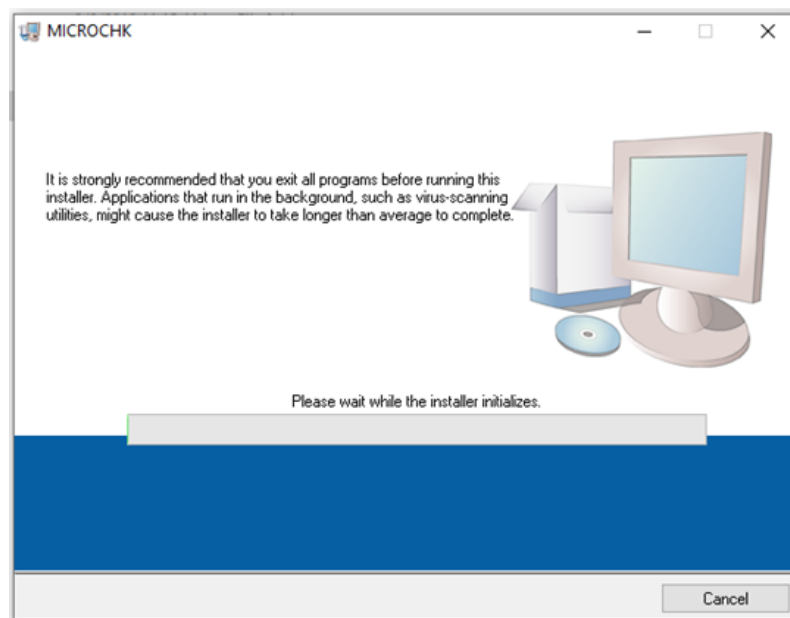 MICROCHK
It is strongly recommended that you exit all programs before running this
installer. Applications that run in the background, such as virus-scanning
utilities, might cause the installer to take longer than average to complete.
Please wait while the installer initializes.
Cancel